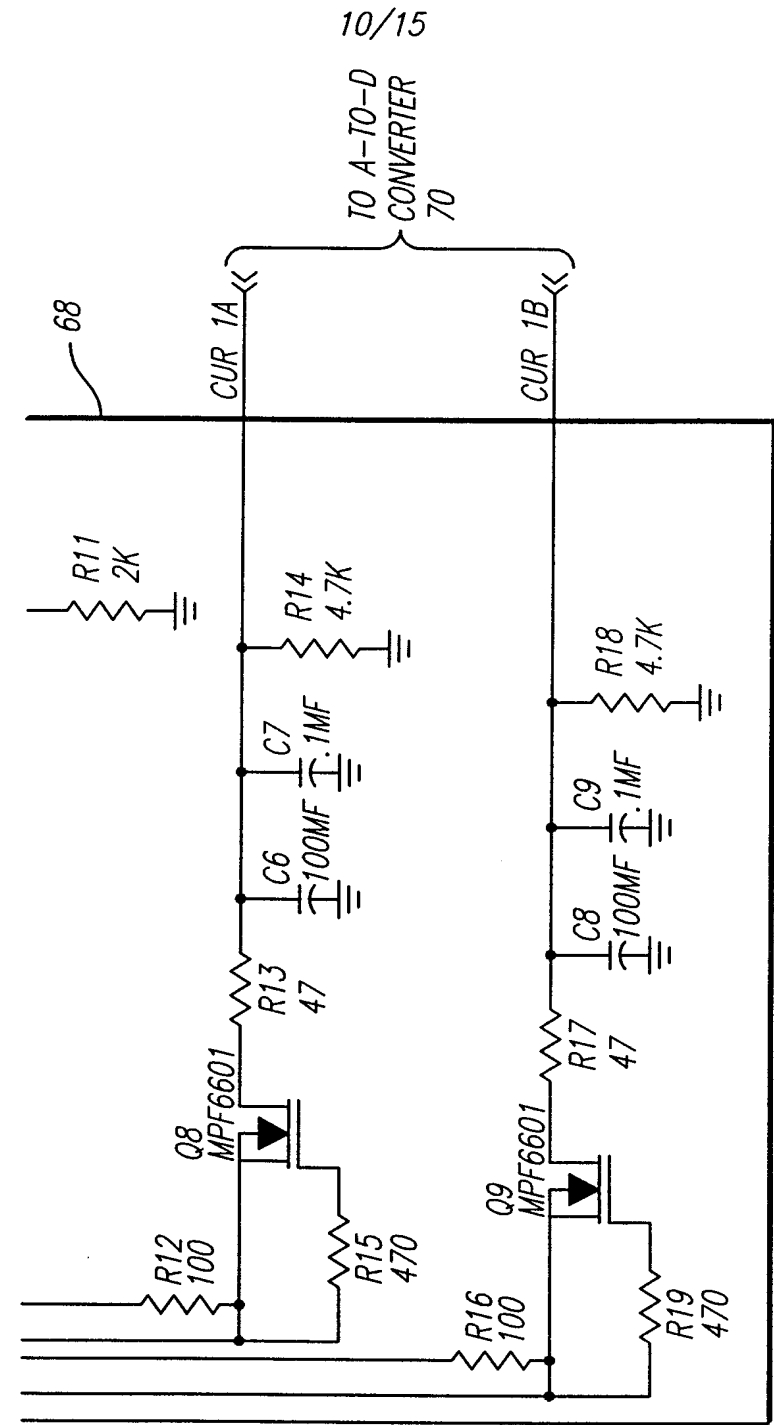 10/15
TO A-TO-D
CONVERTER
70
68
CUR 1A
CUR 1B
R11
2K
R14
4.7K
C7
.1MF
C6
100MF
R13
47
Q8
MPF6601
R12
100
R15
470
R18
4.7K
C9
.1MF
C8
100MF
R17
47
Q9
MPF6601
R16
100
R19
470